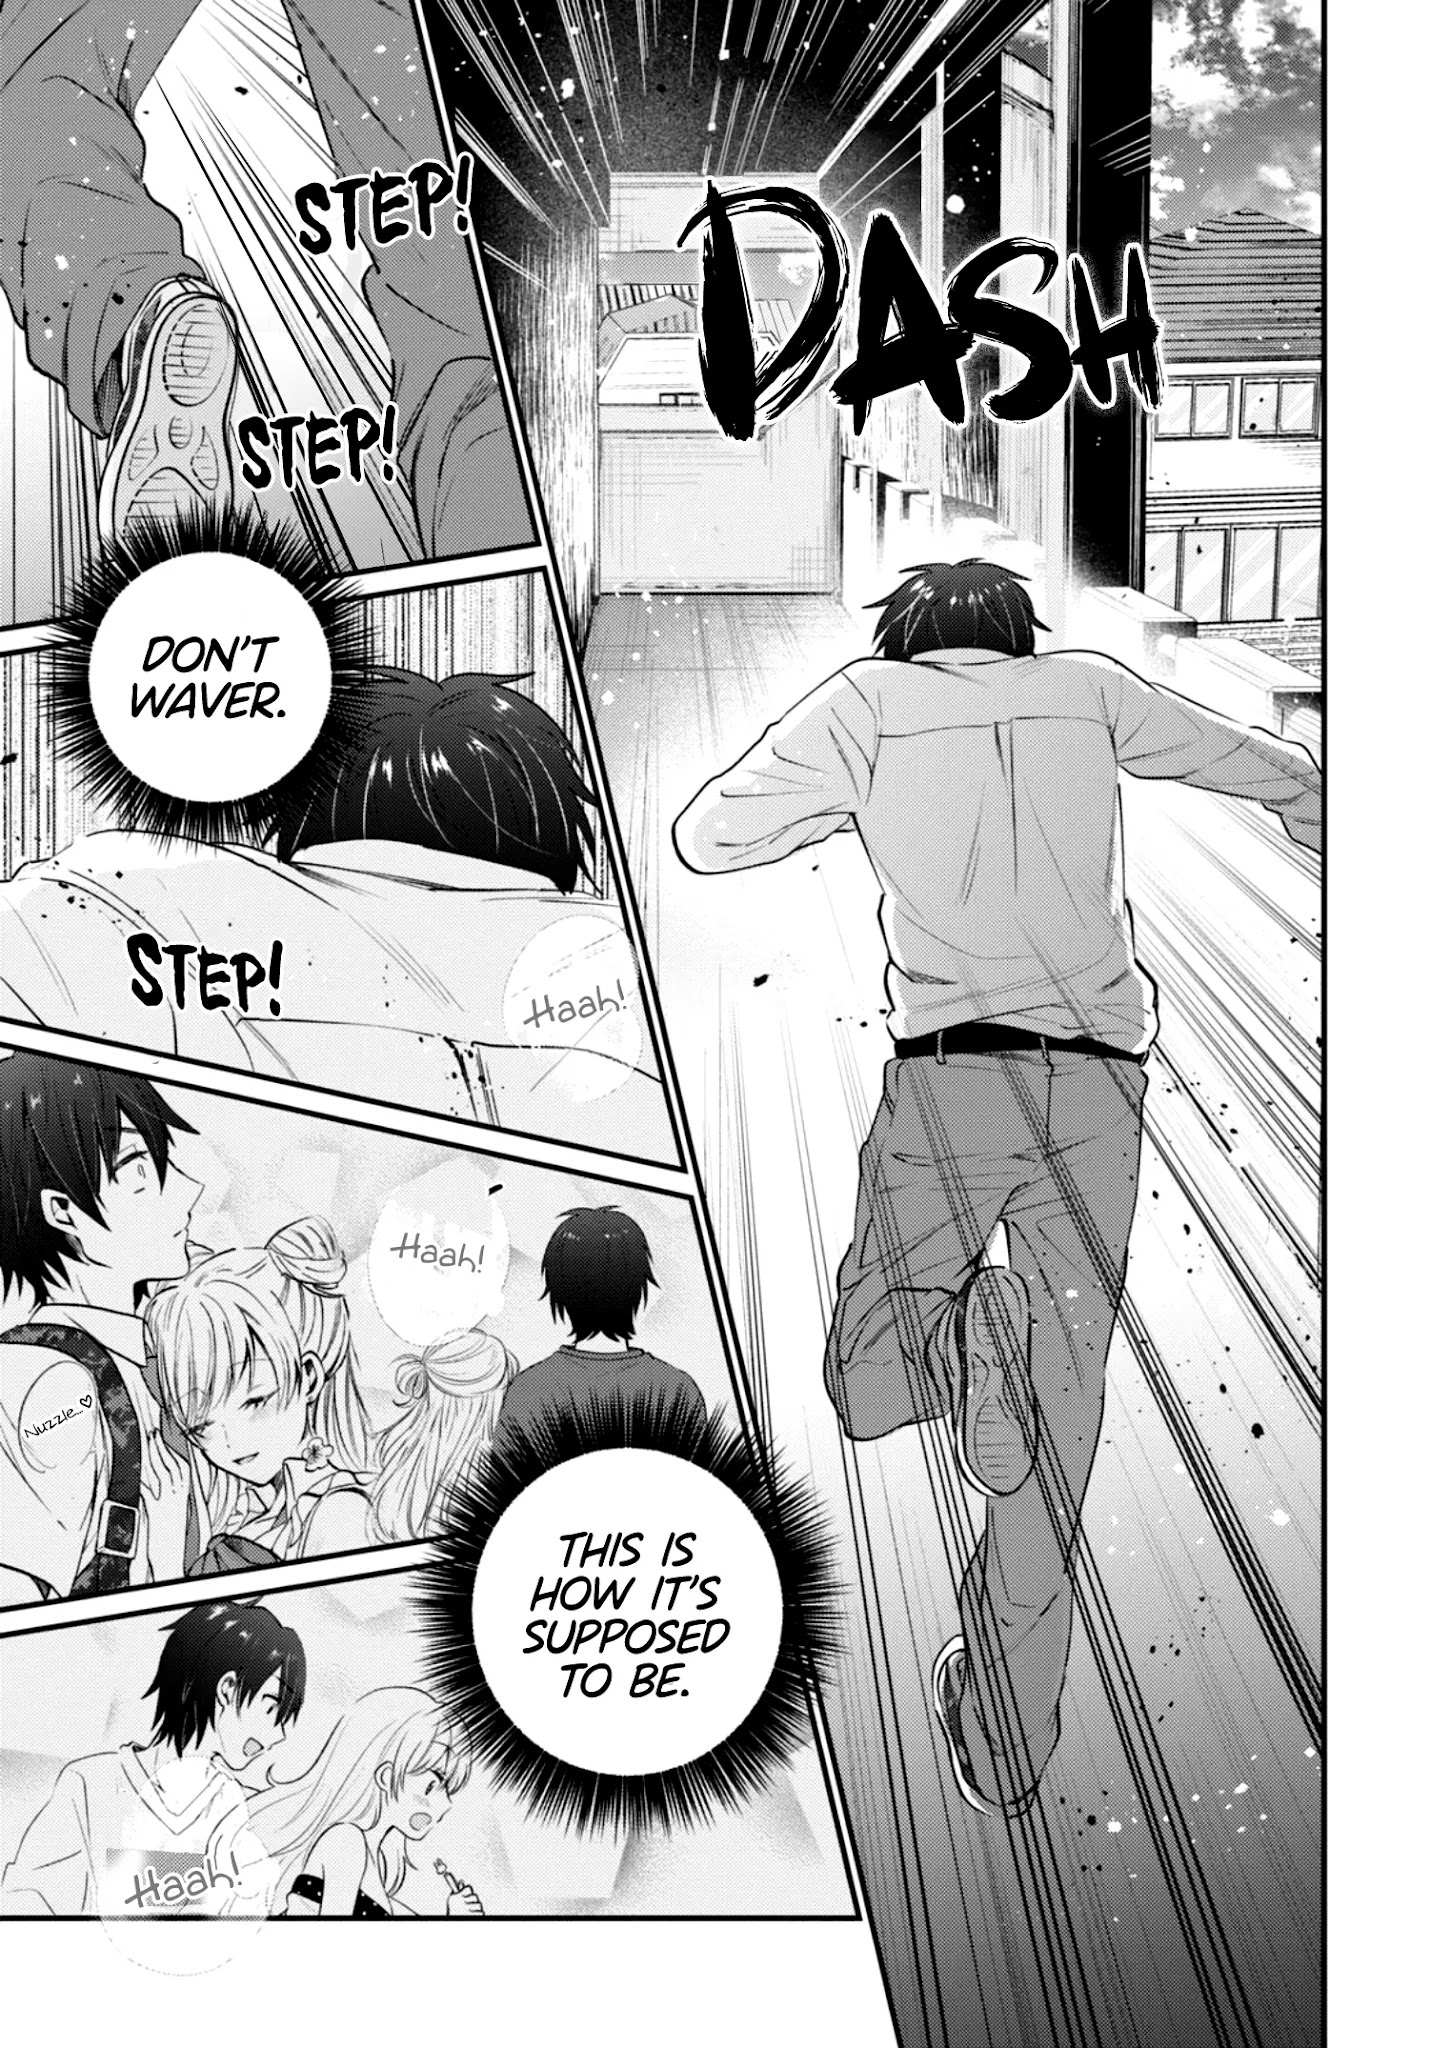 DASH
STEP!
STEP!
DON'T
WAVER.
STEP!
Haah!
Haah!
Nuzzle...♡
THIS IS
HOW IT'S
SUPPOSED
TO BE.
Haah!